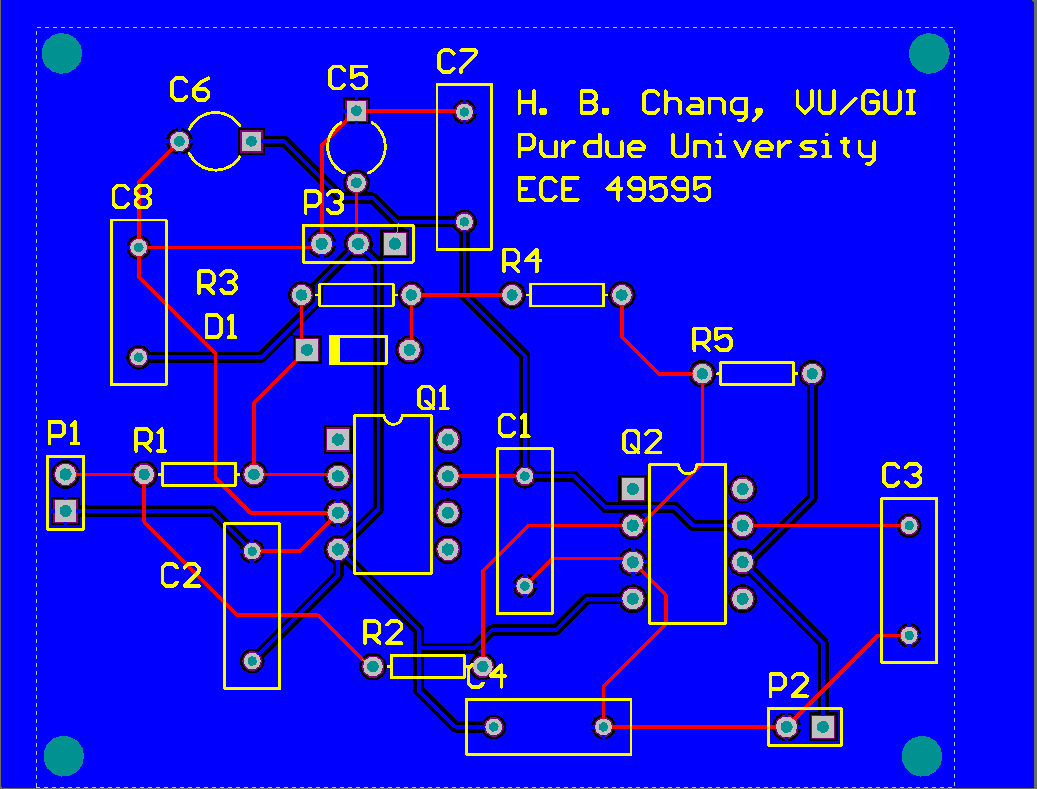 C7
C5
C6
H. B. Chang, VU/GUI
Purdue University
ECE 49595
C8
P3
R4
R3
D1
R5
Q1
C1
P1
R1
Q2
C3
C2
R2
C4
P2